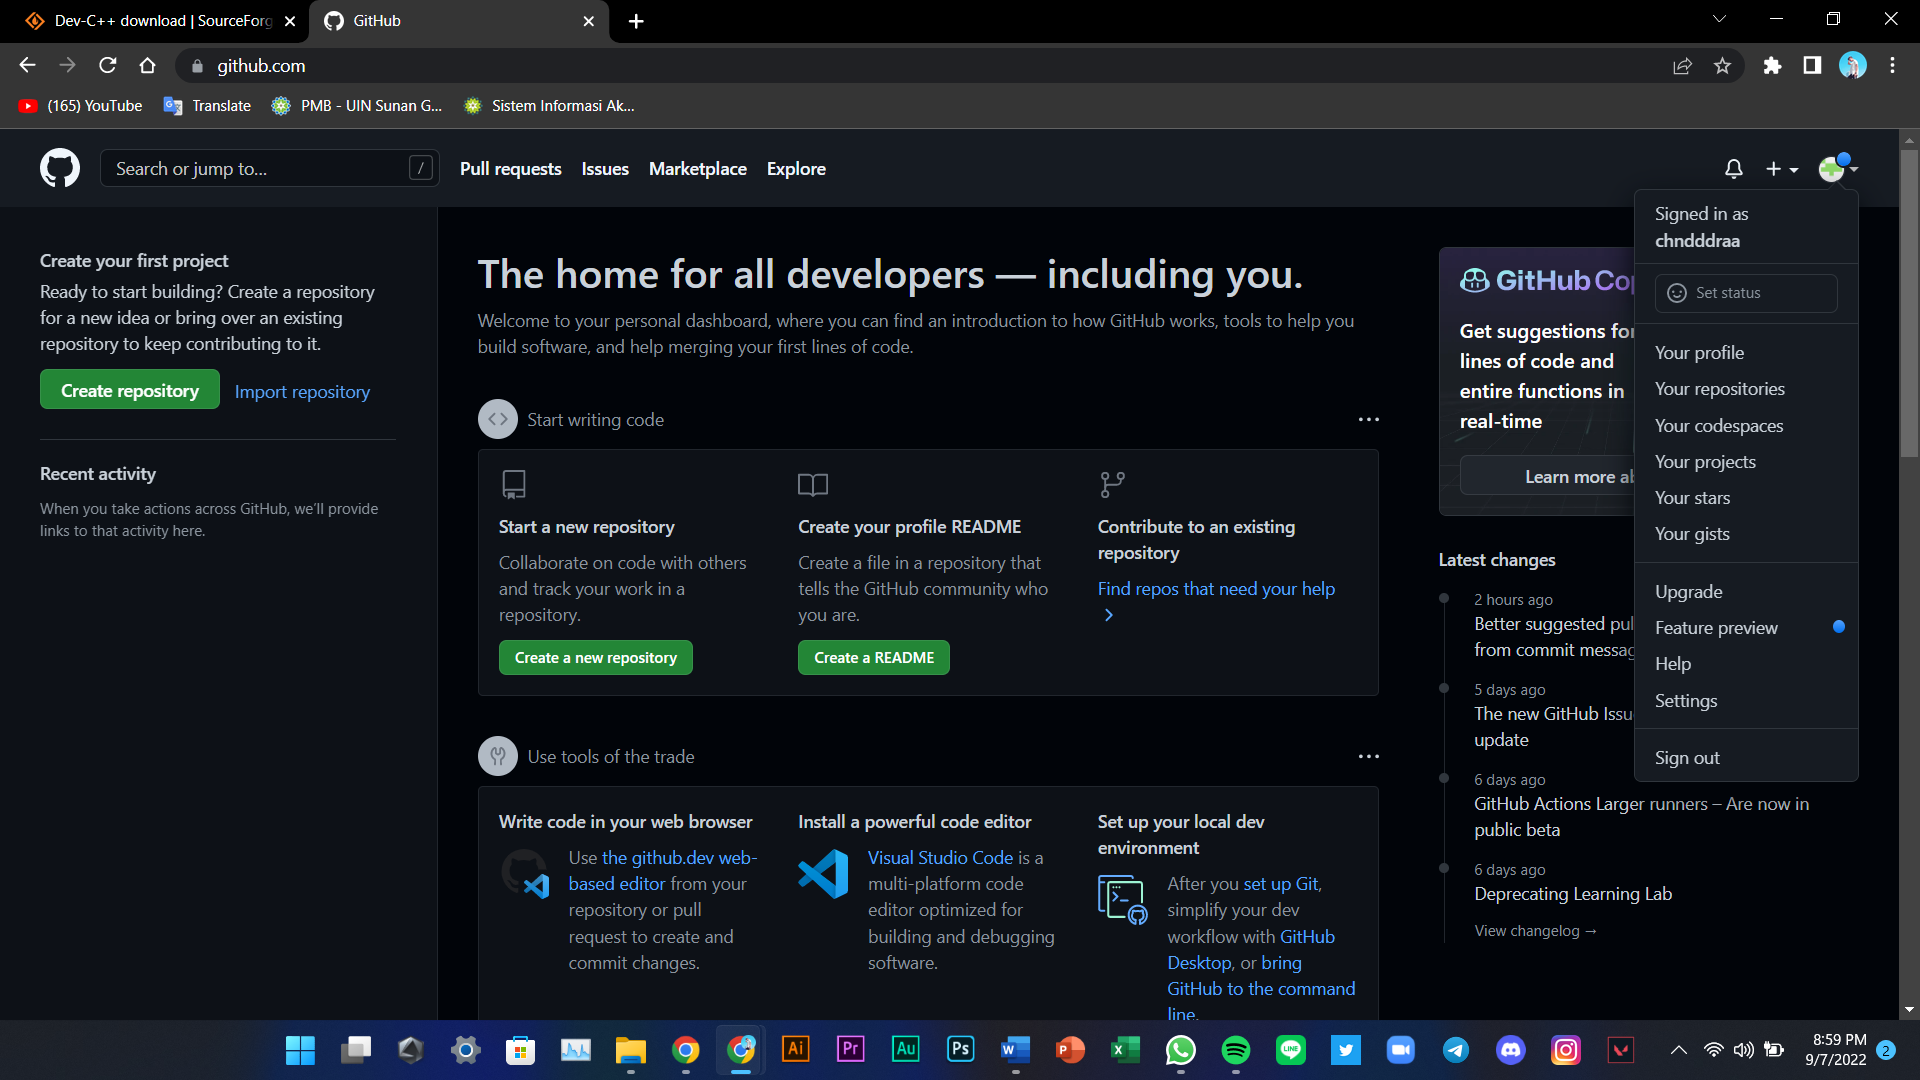 Dev-C++ download | SourceForg
GitHub
github.com
(165) YouTube
Translate
PMB - UIN Sunan G...
Sistem Informasi Ak...
Search or jump to...
/
Pull requests
Issues
Marketplace
Explore
Signed in as
chndddraa
Set status
Your profile
Your repositories
Your codespaces
Your projects
Your stars
Your gists
Upgrade
Feature preview
Help
Settings
Sign out
Create your first project
Ready to start building? Create a repository
for a new idea or bring over an existing
repository to keep contributing to it.
Create repository
Import repository
Recent activity
When you take actions across GitHub, we'll provide
links to that activity here.
The home for all developers — including you.
Welcome to your personal dashboard, where you can find an introduction to how GitHub works, tools to help you
build software, and help merging your first lines of code.
Start writing code
Start a new repository
Collaborate on code with others
and track your work in a
repository.
Create a new repository
Create your profile README
Create a file in a repository that
tells the GitHub community who
you are.
Create a README
Contribute to an existing
repository
Find repos that need your help
Use tools of the trade
Write code in your web browser
Use the github.dev web-
based editor from your
repository or pull
request to create and
commit changes.
Install a powerful code editor
Visual Studio Code is a
multi-platform code
editor optimized for
building and debugging
software.
Set up your local dev
environment
After you set up Git,
simplify your dev
workflow with GitHub
Desktop, or bring
GitHub to the command
line.
GitHub Cop
Get suggestions for
lines of code and
entire functions in
real-time
Learn more ab
Latest changes
2 hours ago
Better suggested pul
from commit messag
5 days ago
The new GitHub Issu
update
6 days ago
GitHub Actions Larger runners – Are now in
public beta
6 days ago
Deprecating Learning Lab
View changelog →
Ai
Pr
Au
Ps
W
P
X
LINE
8:59 PM
9/7/2022
2